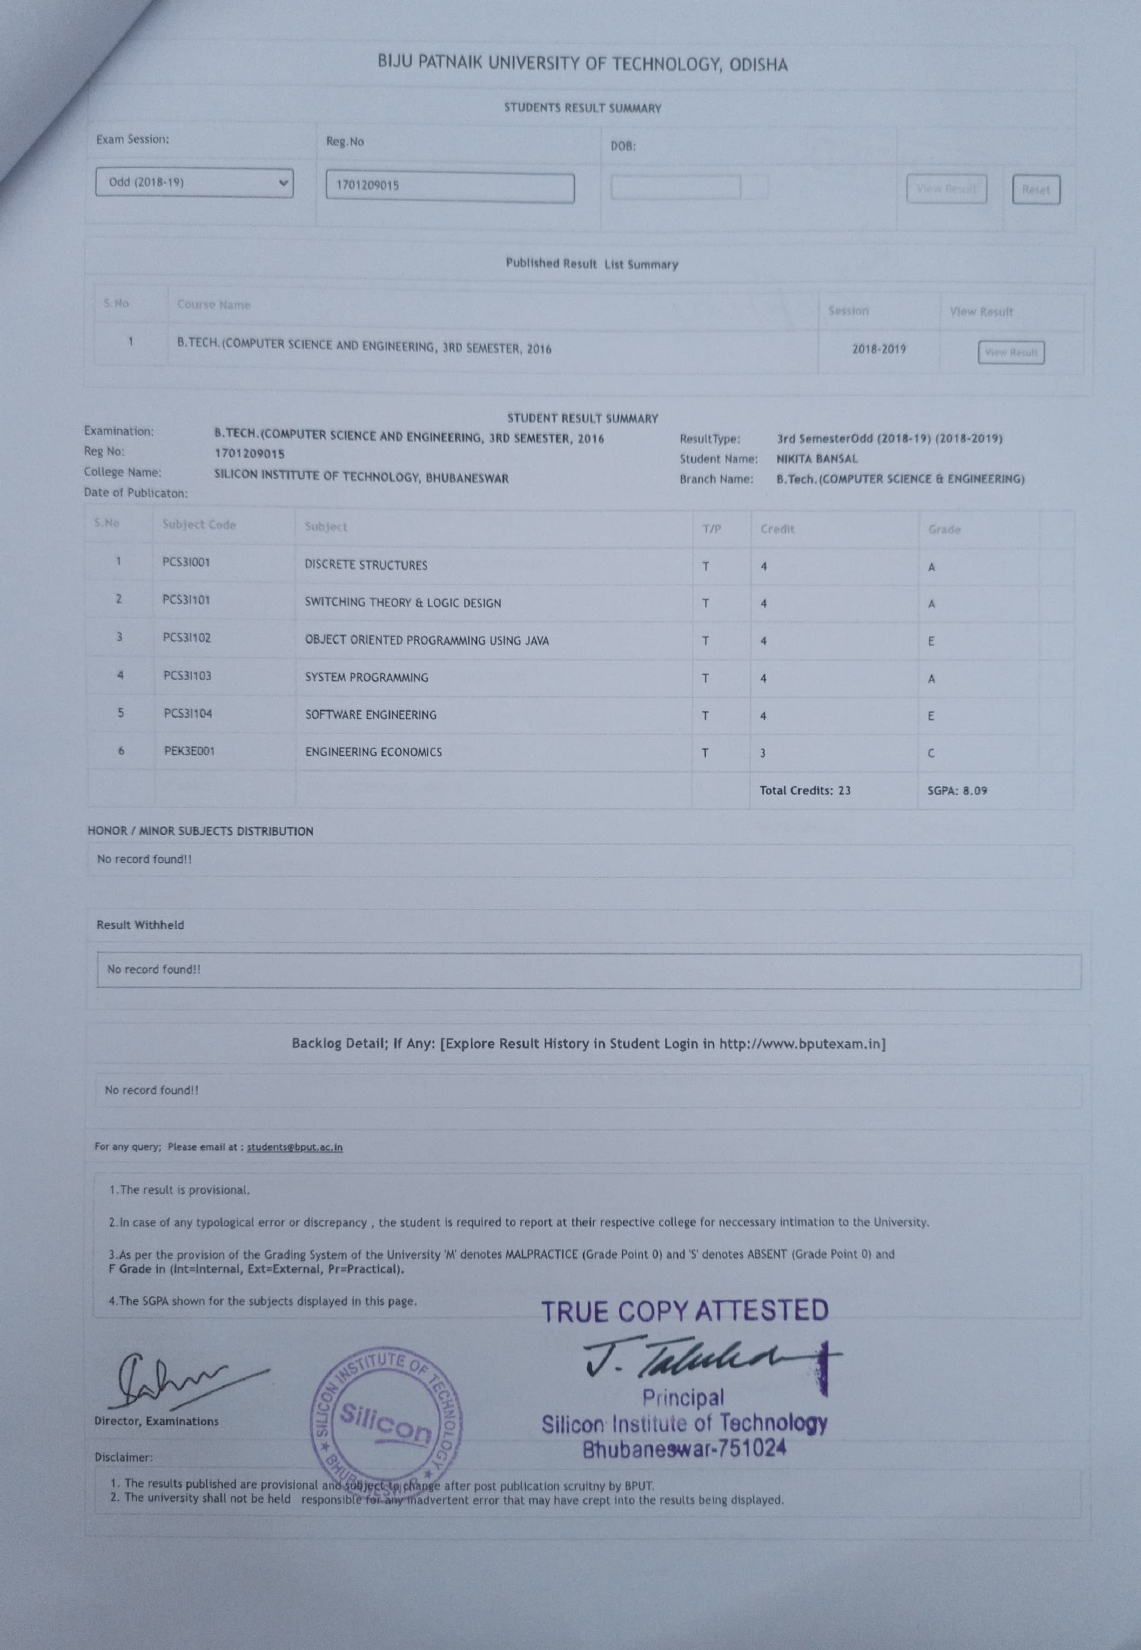 BIJU PATNAIK UNIVERSITY OF TECHNOLOGY, ODISHA
STUDENTS RESULT SUMMARY
Exam Session: Reg.No DOB:
Odd (2018-19) 1701209015 View Result Reset
Published Result List Summary
S.No Course Name Session View Result
1 B.TECH.(COMPUTER SCIENCE AND ENGINEERING, 3RD SEMESTER, 2016 2018-2019 View Result
STUDENT RESULT SUMMARY
Examination: B.TECH.(COMPUTER SCIENCE AND ENGINEERING, 3RD SEMESTER, 2016 ResultType: 3rd SemesterOdd (2018-19) (2018-2019)
Reg No: 1701209015 Student Name: NIKITA BANSAL
College Name: SILICON INSTITUTE OF TECHNOLOGY, BHUBANESWAR Branch Name: B.Tech.(COMPUTER SCIENCE & ENGINEERING)
Date of Publicaton:
S.No Subject Code Subject T/P Credit Grade
1 PCS3I001 DISCRETE STRUCTURES T 4 A
2 PCS3I101 SWITCHING THEORY & LOGIC DESIGN T 4 A
3 PCS3I102 OBJECT ORIENTED PROGRAMMING USING JAVA T 4 E
4 PCS3I103 SYSTEM PROGRAMMING T 4 A
5 PCS3I104 SOFTWARE ENGINEERING T 4 E
6 PEK3E001 ENGINEERING ECONOMICS T 3 C
Total Credits: 23 SGPA: 8.09
HONOR / MINOR SUBJECTS DISTRIBUTION
No record found!!
Result Withheld
No record found!!
Backlog Detail; If Any: [Explore Result History in Student Login in http://www.bputexam.in]
No record found!!
For any query; Please email at : students@bput.ac.in
1.The result is provisional.
2.In case of any typological error or discrepancy , the student is required to report at their respective college for neccessary intimation to the University.
3.As per the provision of the Grading System of the University 'M' denotes MALPRACTICE (Grade Point 0) and 'S' denotes ABSENT (Grade Point 0) and
F Grade in (Int=Internal, Ext=External, Pr=Practical).
4.The SGPA shown for the subjects displayed in this page.
TRUE COPY ATTESTED
Principal
Silicon Institute of Technology
Bhubaneswar-751024
SILICON INSTITUTE OF TECHNOLOGY
Silicon
Director, Examinations
Disclaimer:
1. The results published are provisional and subject to change after post publication scruitny by BPUT.
2. The university shall not be held responsible for any inadvertent error that may have crept into the results being displayed.